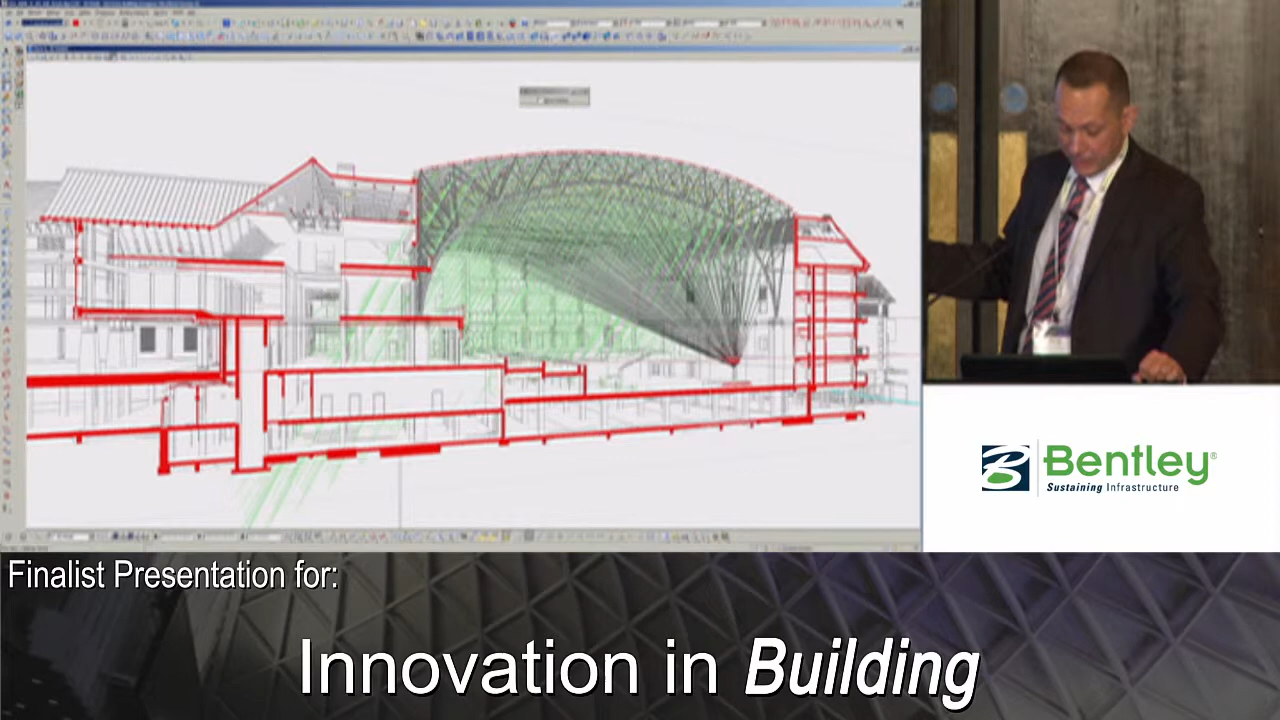 Bentley®
Sustaining Infrastructure
Finalist Presentation for:
Innovation in Building